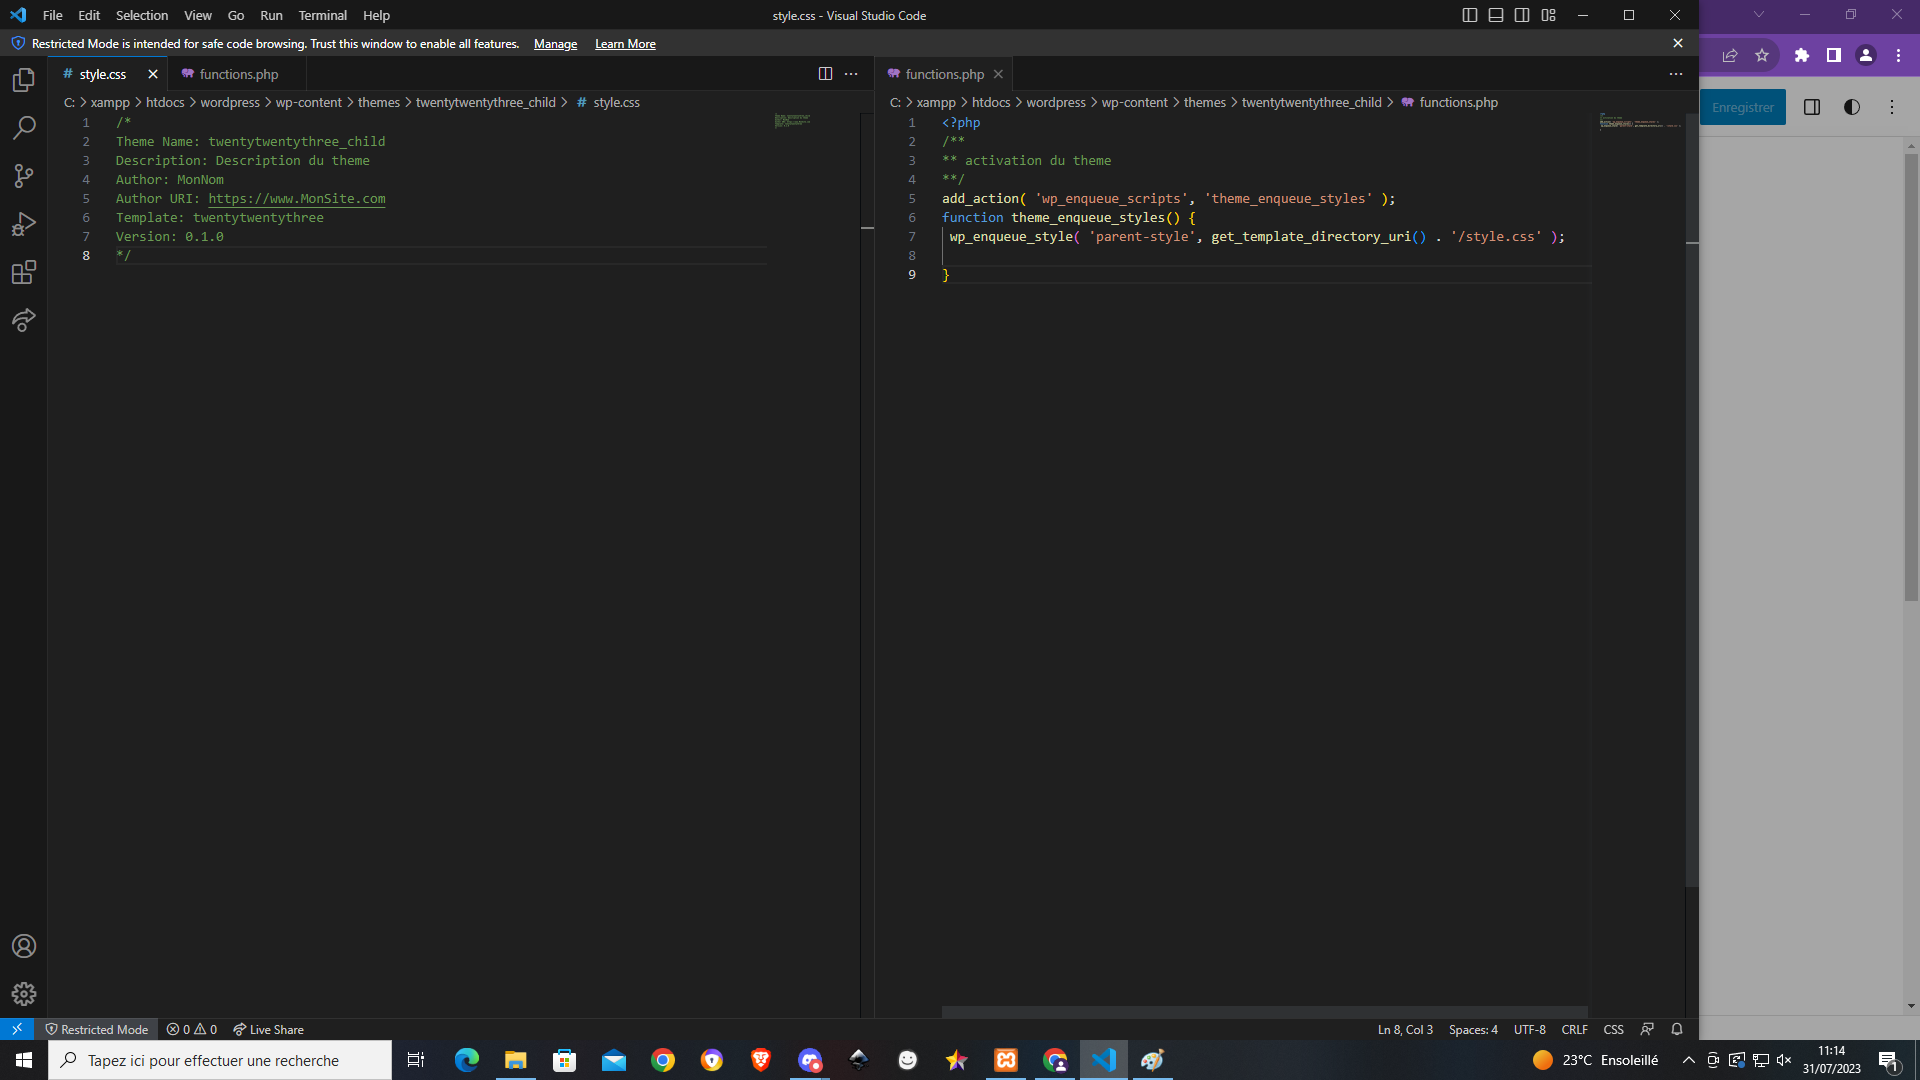 File Edit Selection View Go Run Terminal Help
style.css - Visual Studio Code
Restricted Mode is intended for safe code browsing. Trust this window to enable all features. Manage Learn More
# style.css functions.php
C: > xampp > htdocs > wordpress > wp-content > themes > twentytwentythree_child > # style.css
1 /*
2 Theme Name: twentytwentythree_child
3 Description: Description du theme
4 Author: MonNom
5 Author URI: https://www.MonSite.com
6 Template: twentytwentythree
7 Version: 0.1.0
8 */
functions.php
C: > xampp > htdocs > wordpress > wp-content > themes > twentytwentythree_child > functions.php
1 <?php
2 /**
3 ** activation du theme
4 **/
5 add_action( 'wp_enqueue_scripts', 'theme_enqueue_styles' );
6 function theme_enqueue_styles() {
7 wp_enqueue_style( 'parent-style', get_template_directory_uri() . '/style.css' );
8
9 }
Enregistrer
Restricted Mode 0 0 Live Share
Ln 8, Col 3 Spaces: 4 UTF-8 CRLF CSS
Tapez ici pour effectuer une recherche
23°C Ensoleillé
11:14
31/07/2023
1